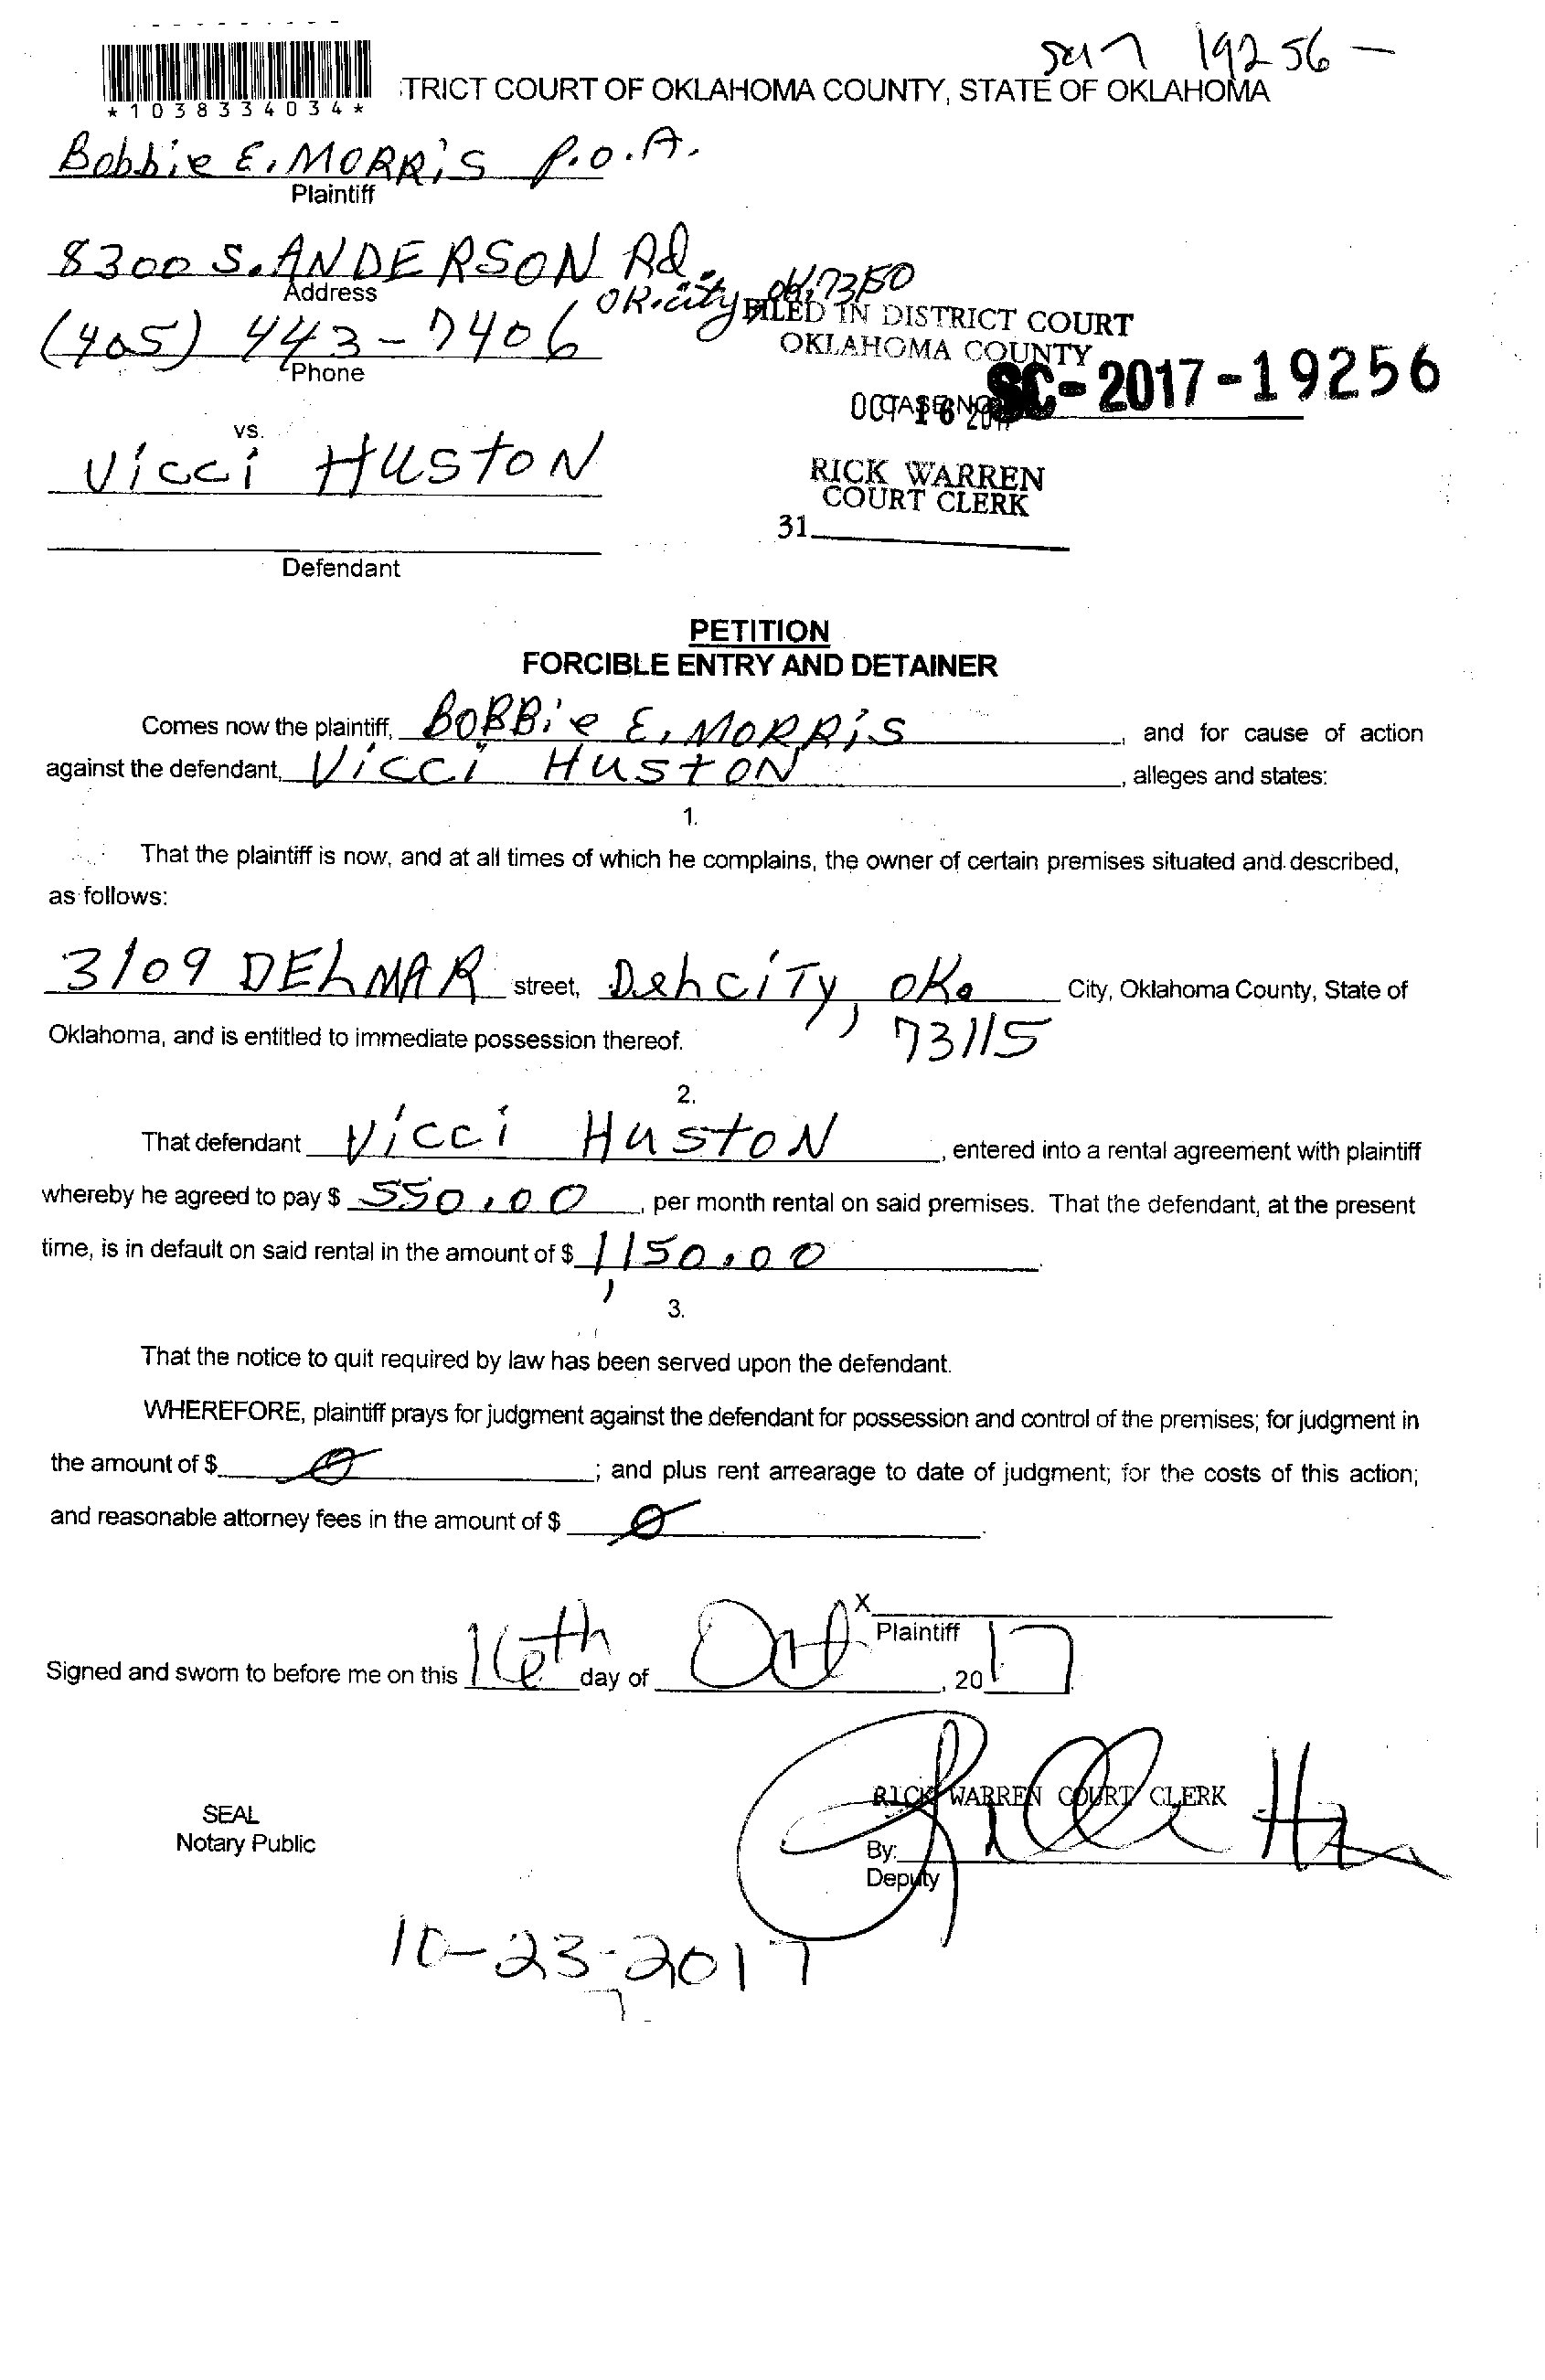 19256 -
TRICT COURT OF OKLAHOMA COUNTY, STATE OF OKLAHOMA
*1038334034*
Bobbie E. MORRiS P.O.A.
Plaintiff
8300 S. ANDERSON Rd.
Address
OK.city 
(405) 443-7406
Phone
FILED IN DISTRICT COURT
OKLAHOMA COUNTY
CASE NO. SC-2017-19256
OCT 16 2017
vs.
Vicci HUSTON
RICK WARREN
COURT CLERK
31
Defendant
PETITION
FORCIBLE ENTRY AND DETAINER
Comes now the plaintiff, BOBBie E. MORRiS, and for cause of action
against the defendant, Vicci HUSTON, alleges and states:
1.
That the plaintiff is now, and at all times of which he complains, the owner of certain premises situated and described,
as follows:
3109 DELMAR street, Del ciTy, OK. City, Oklahoma County, State of
73115
Oklahoma, and is entitled to immediate possession thereof.
2.
That defendant Vicci HUSTON, entered into a rental agreement with plaintiff
whereby he agreed to pay $ 550.00, per month rental on said premises. That the defendant, at the present
time, is in default on said rental in the amount of $ 1,150.00.
3.
That the notice to quit required by law has been served upon the defendant.
WHEREFORE, plaintiff prays for judgment against the defendant for possession and control of the premises; for judgment in
the amount of $ 0; and plus rent arrearage to date of judgment; for the costs of this action;
and reasonable attorney fees in the amount of $ 0.
X
Plaintiff
Signed and sworn to before me on this 16th day of Oct, 2017
RICK WARREN COURT CLERK
SEAL
Notary Public
By:
Deputy
10-23-2017